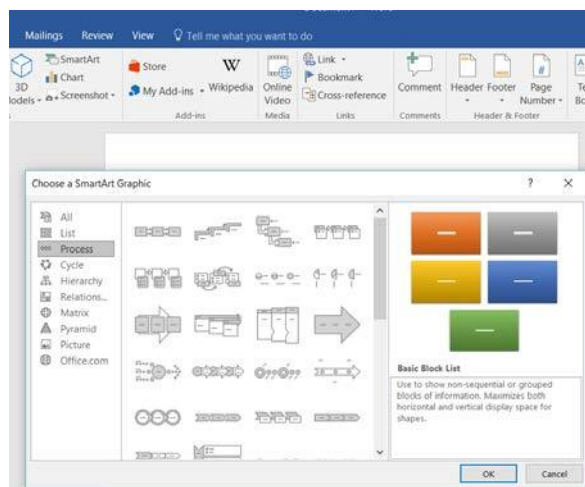 Mailings Review View Tell me what you want to do
SmartArt
Chart
Screenshot
3D
Store
My Add-ins
W
Wikipedia
Add-ins
Online
Video
Media
Link
Bookmark
Cross-reference
Links
Comment
Comments
Header Footer Page
Number
#
Header & Footer
A
Choose a SmartArt Graphic ? ×
All
List
Process
Cycle
Hierarchy
Relations...
Matrix
Pyramid
Picture
Office.com
Basic Block List
Use to show non-sequential or grouped
blocks of information. Maximizes both
horizontal and vertical display space for
shapes.
OK Cancel